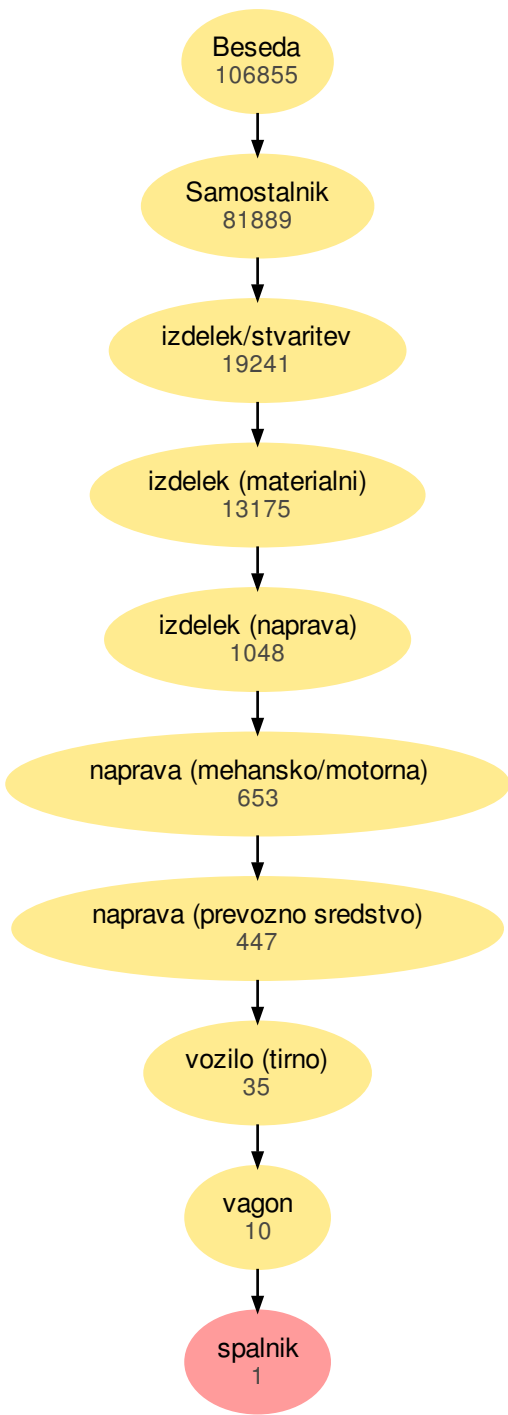 Beseda
106855
Samostalnik
81889
izdelek/stvaritev
19241
izdelek (materialni)
13175
izdelek (naprava)
1048
naprava (mehansko/motorna)
653
naprava (prevozno sredstvo)
447
vozilo (tirno)
35
vagon
10
spalnik
1